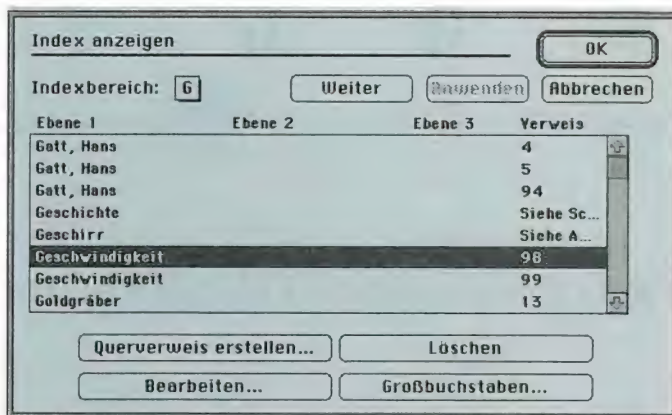 Index anzeigen
OK
Indexbereich: G Weiter Anwenden Abbrechen
Ebene 1 Ebene 2 Ebene 3 Verweis
Gatt, Hans 4
Gatt, Hans 5
Gatt, Hans 94
Geschichte Siehe Sc...
Geschirr Siehe A...
Geschwindigkeit 98
Geschwindigkeit 99
Goldgräber 13
Querverweis erstellen... Löschen
Bearbeiten... Großbuchstaben...